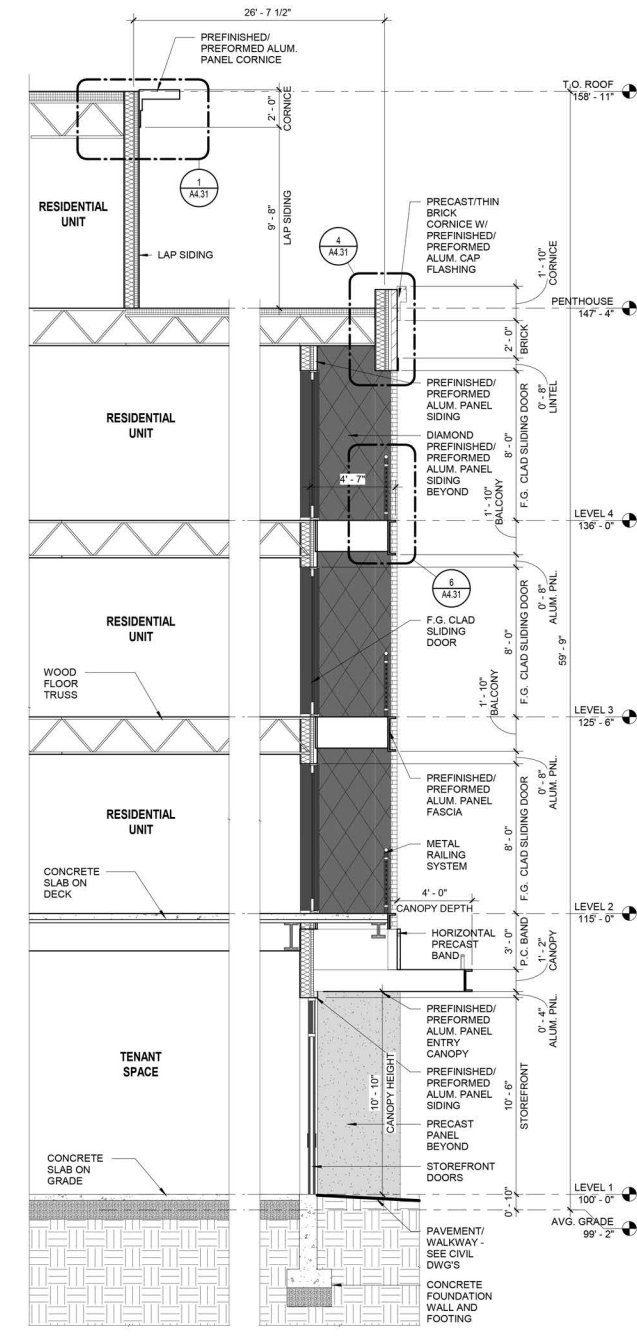 26' - 7 1/2"
PREFINISHED/
PREFORMED ALUM.
PANEL CORNICE
T.O. ROOF
158' - 11"
2' - 0"
CORNICE
1
A4.31
RESIDENTIAL
UNIT
9' - 8"
LAP SIDING
LAP SIDING
4
A4.31
PRECAST/THIN
BRICK
CORNICE W/
PREFINISHED/
PREFORMED
ALUM. CAP
FLASHING
1' - 10"
CORNICE
PENTHOUSE
147' - 4"
2' - 0"
BRICK
PREFINISHED/
PREFORMED
ALUM. PANEL
SIDING
0' - 8"
LINTEL
RESIDENTIAL
UNIT
DIAMOND
PREFINISHED/
PREFORMED
ALUM. PANEL
SIDING
BEYOND
8' - 0"
F.G. CLAD SLIDING DOOR
4' - 7"
1' - 10"
BALCONY
LEVEL 4
136' - 0"
6
A4.31
0' - 8"
ALUM. PNL.
RESIDENTIAL
UNIT
F.G. CLAD
SLIDING
DOOR
8' - 0"
F.G. CLAD SLIDING DOOR
59' - 9"
WOOD
FLOOR
TRUSS
1' - 10"
BALCONY
LEVEL 3
125' - 6"
PREFINISHED/
PREFORMED
ALUM. PANEL
FASCIA
0' - 8"
ALUM. PNL.
RESIDENTIAL
UNIT
8' - 0"
F.G. CLAD SLIDING DOOR
METAL
RAILING
SYSTEM
CONCRETE
SLAB ON
DECK
4' - 0"
CANOPY DEPTH
LEVEL 2
115' - 0"
HORIZONTAL
PRECAST
BAND
3' - 0"
P.C. BAND
1' - 2"
CANOPY
PREFINISHED/
PREFORMED
ALUM. PANEL
ENTRY
CANOPY
0' - 4"
ALUM. PNL.
TENANT
SPACE
10' - 10"
CANOPY HEIGHT
PREFINISHED/
PREFORMED
ALUM. PANEL
SIDING
10' - 6"
STOREFRONT
PRECAST
PANEL
BEYOND
CONCRETE
SLAB ON
GRADE
STOREFRONT
DOORS
LEVEL 1
100' - 0"
0' - 10"
AVG. GRADE
99' - 2"
PAVEMENT/
WALKWAY -
SEE CIVIL
DWG'S
CONCRETE
FOUNDATION
WALL AND
FOOTING